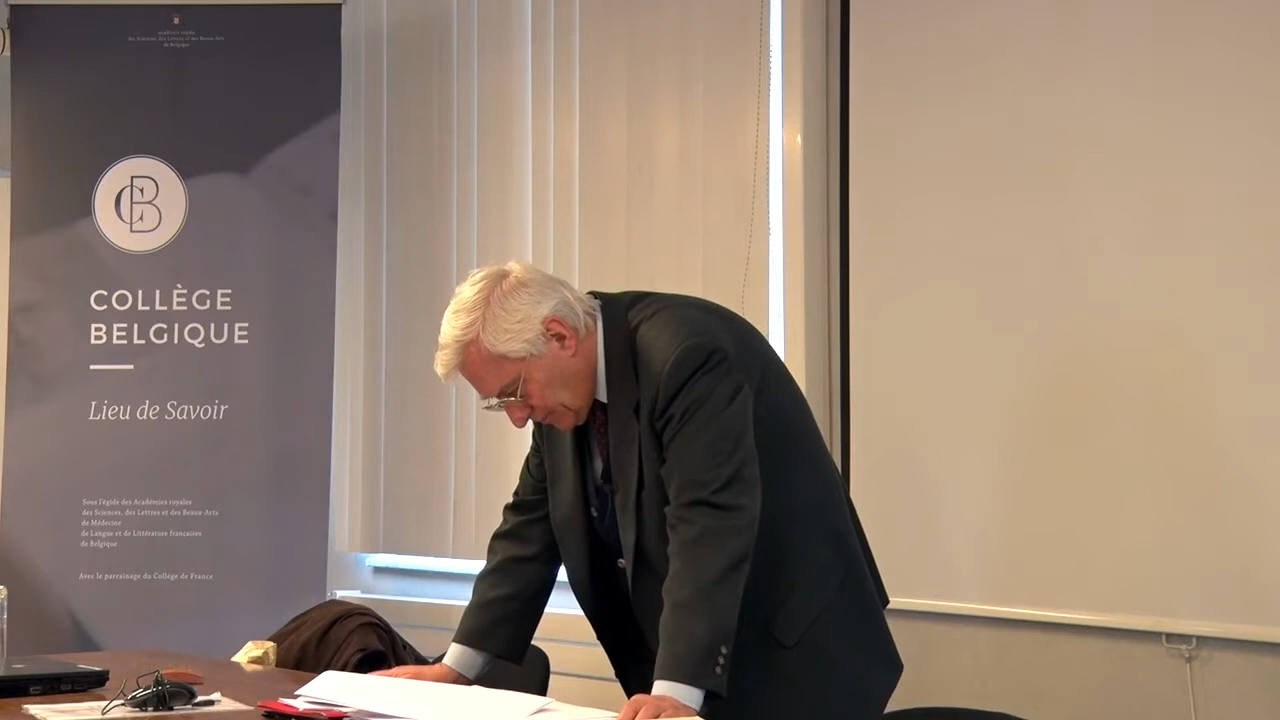 académie royale
des Sciences, des Lettres et des Beaux-Arts
de Belgique
CB
COLLÈGE
BELGIQUE
Lieu de Savoir
Sous l'égide des Académies royales
des Sciences, des Lettres et des Beaux-Arts
de Médecine
de Langue et de Littérature françaises
de Belgique
Avec le parrainage du Collège de France